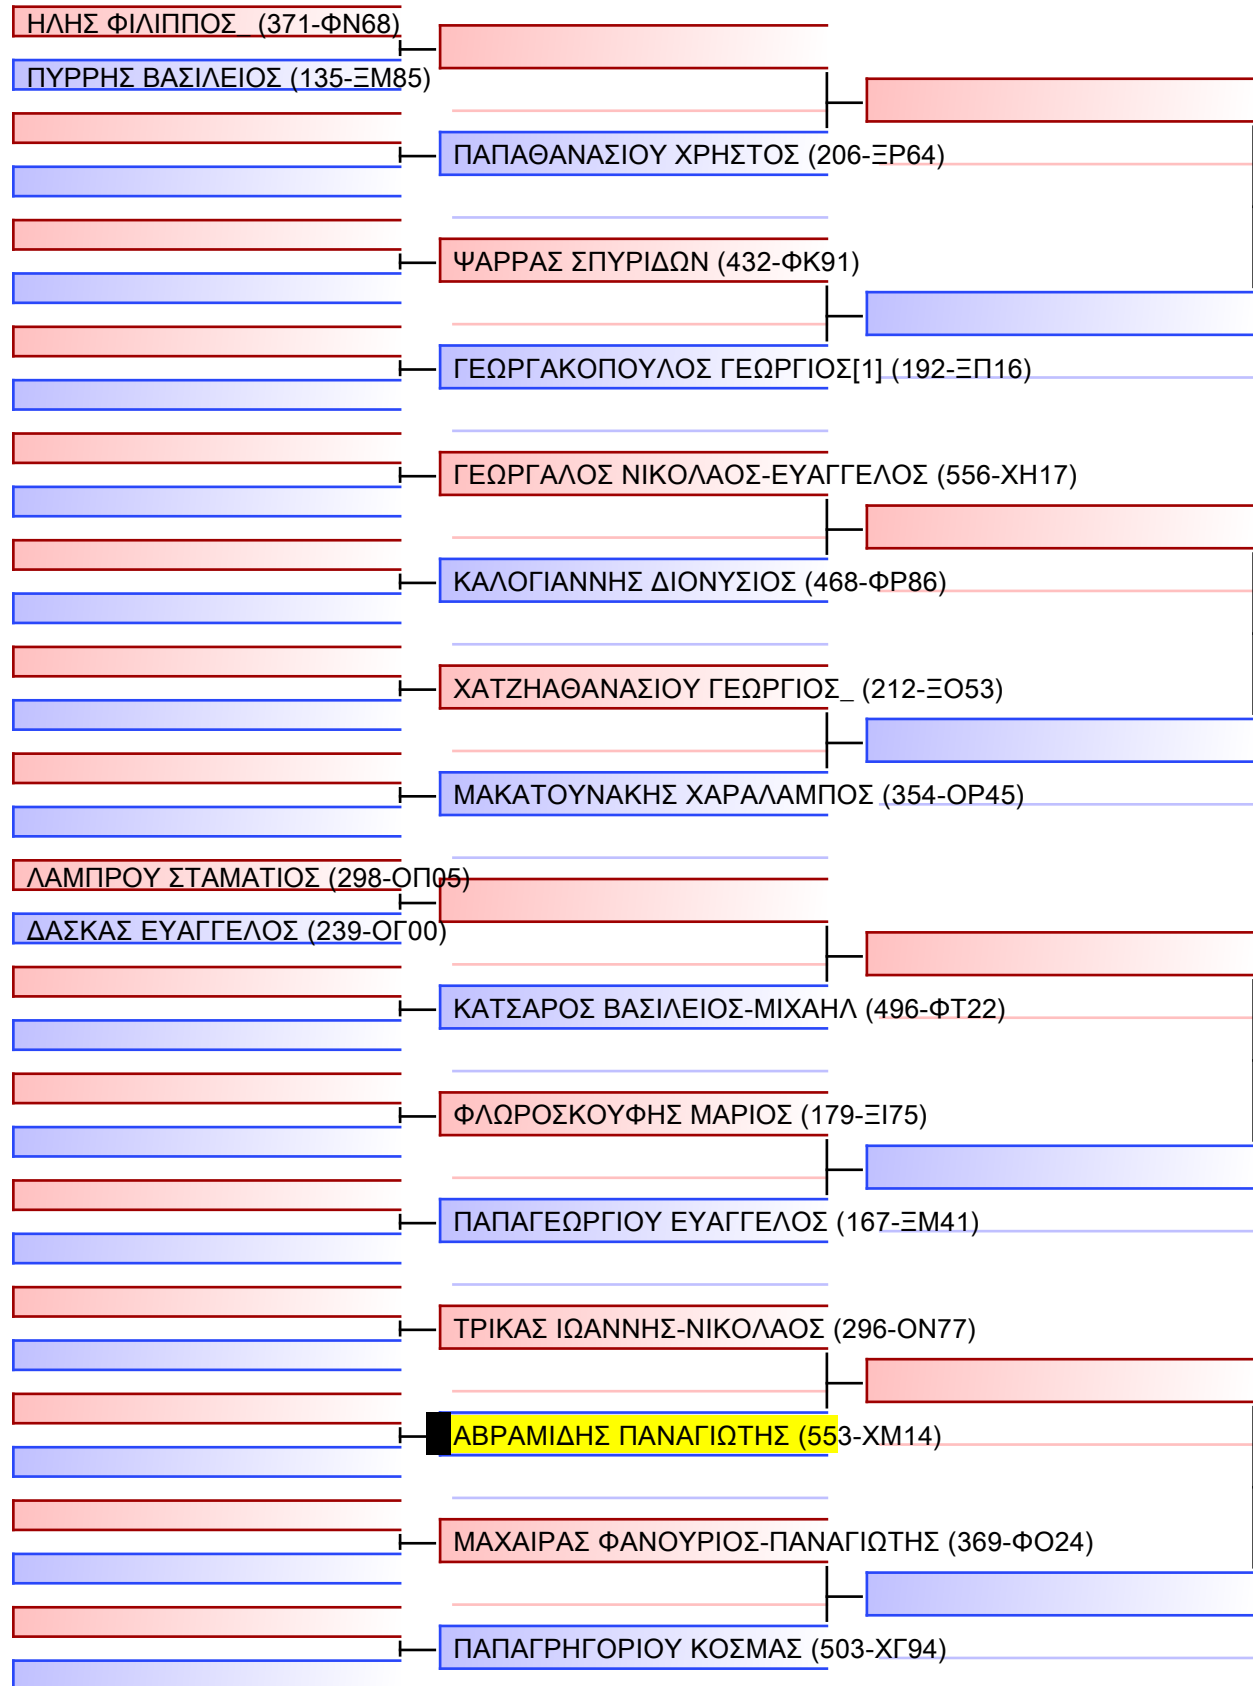 ΗΛΗΣ ΦΙΛΙΠΠΟΣ_ (371-ΦΝ68)
ΠΥΡΡΗΣ ΒΑΣΙΛΕΙΟΣ (135-ΞΜ85)
ΠΑΠΑΘΑΝΑΣΙΟΥ ΧΡΗΣΤΟΣ (206-ΞΡ64)
ΨΑΡΡΑΣ ΣΠΥΡΙΔΩΝ (432-ΦΚ91)
ΓΕΩΡΓΑΚΟΠΟΥΛΟΣ ΓΕΩΡΓΙΟΣ[1] (192-ΞΠ16)
ΓΕΩΡΓΑΛΟΣ ΝΙΚΟΛΑΟΣ-ΕΥΑΓΓΕΛΟΣ (556-ΧΗ17)
ΚΑΛΟΓΙΑΝΝΗΣ ΔΙΟΝΥΣΙΟΣ (468-ΦΡ86)
ΧΑΤΖΗΑΘΑΝΑΣΙΟΥ ΓΕΩΡΓΙΟΣ_ (212-ΞΟ53)
ΜΑΚΑΤΟΥΝΑΚΗΣ ΧΑΡΑΛΑΜΠΟΣ (354-ΟΡ45)
ΛΑΜΠΡΟΥ ΣΤΑΜΑΤΙΟΣ (298-ΟΠ05)
ΔΑΣΚΑΣ ΕΥΑΓΓΕΛΟΣ (239-ΟΓ00)
ΚΑΤΣΑΡΟΣ ΒΑΣΙΛΕΙΟΣ-ΜΙΧΑΗΛ (496-ΦΤ22)
ΦΛΩΡΟΣΚΟΥΦΗΣ ΜΑΡΙΟΣ (179-ΞΙ75)
ΠΑΠΑΓΕΩΡΓΙΟΥ ΕΥΑΓΓΕΛΟΣ (167-ΞΜ41)
ΤΡΙΚΑΣ ΙΩΑΝΝΗΣ-ΝΙΚΟΛΑΟΣ (296-ΟΝ77)
ΑΒΡΑΜΙΔΗΣ ΠΑΝΑΓΙΩΤΗΣ (553-ΧΜ14)
ΜΑΧΑΙΡΑΣ ΦΑΝΟΥΡΙΟΣ-ΠΑΝΑΓΙΩΤΗΣ (369-ΦΟ24)
ΠΑΠΑΓΡΗΓΟΡΙΟΥ ΚΟΣΜΑΣ (503-ΧΓ94)